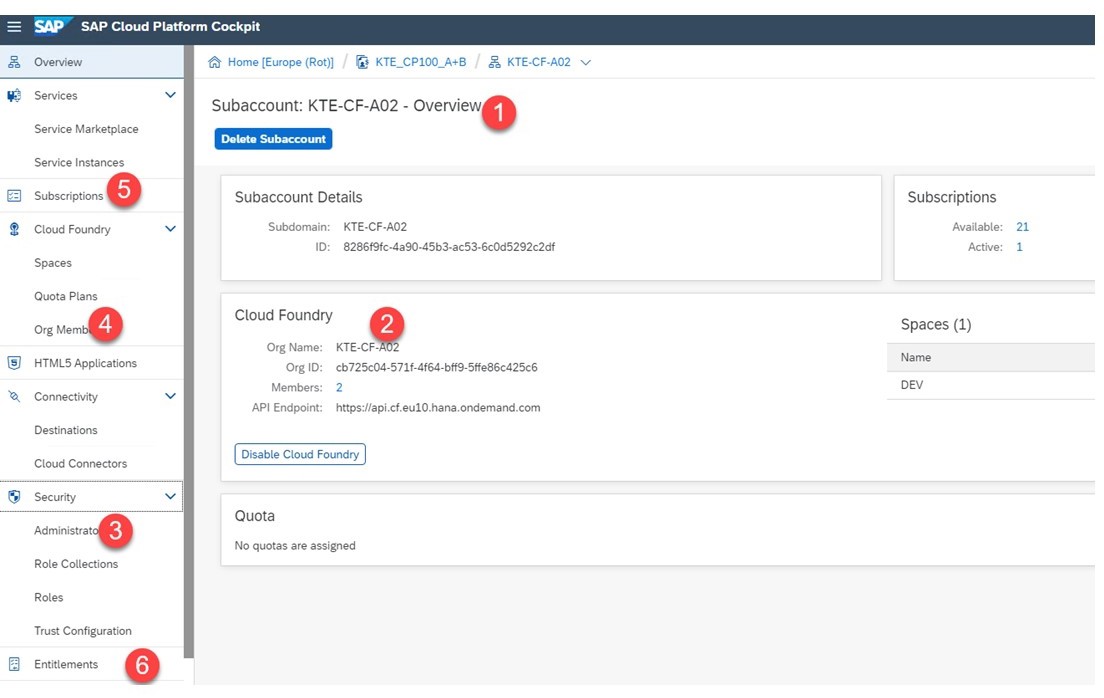 SAP SAP Cloud Platform Cockpit
Overview
Services
Service Marketplace
Service Instances
Subscriptions 5
Cloud Foundry
Spaces
Quota Plans
Org Memb 4
HTML5 Applications
Connectivity
Destinations
Cloud Connectors
Security
Administrato 3
Role Collections
Roles
Trust Configuration
Entitlements 6
Home [Europe (Rot)] / KTE_CP100_A+B / KTE-CF-A02
Subaccount: KTE-CF-A02 - Overview 1
Delete Subaccount
Subaccount Details
Subdomain: KTE-CF-A02
ID: 8286f9fc-4a90-45b3-ac53-6c0d5292c2df
Subscriptions
Available: 21
Active: 1
Cloud Foundry 2
Org Name: KTE-CF-A02
Org ID: cb725c04-571f-4f64-bff9-5ffe86c425c6
Members: 2
API Endpoint: https://api.cf.eu10.hana.ondemand.com
Disable Cloud Foundry
Spaces (1)
Name
DEV
Quota
No quotas are assigned